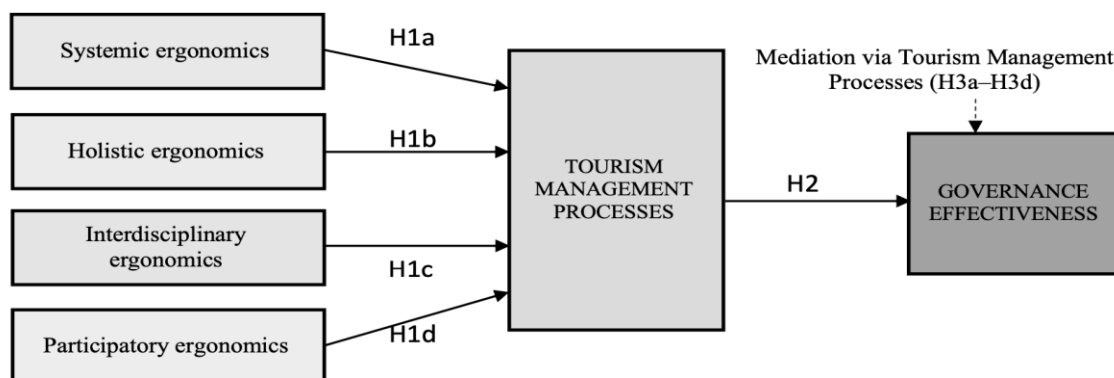 Systemic ergonomics
H1a
Holistic ergonomics
H1b
Interdisciplinary
ergonomics
H1c
Participatory ergonomics
H1d
TOURISM
MANAGEMENT
PROCESSES
H2
Mediation via Tourism Management
Processes (H3a–H3d)
GOVERNANCE
EFFECTIVENESS